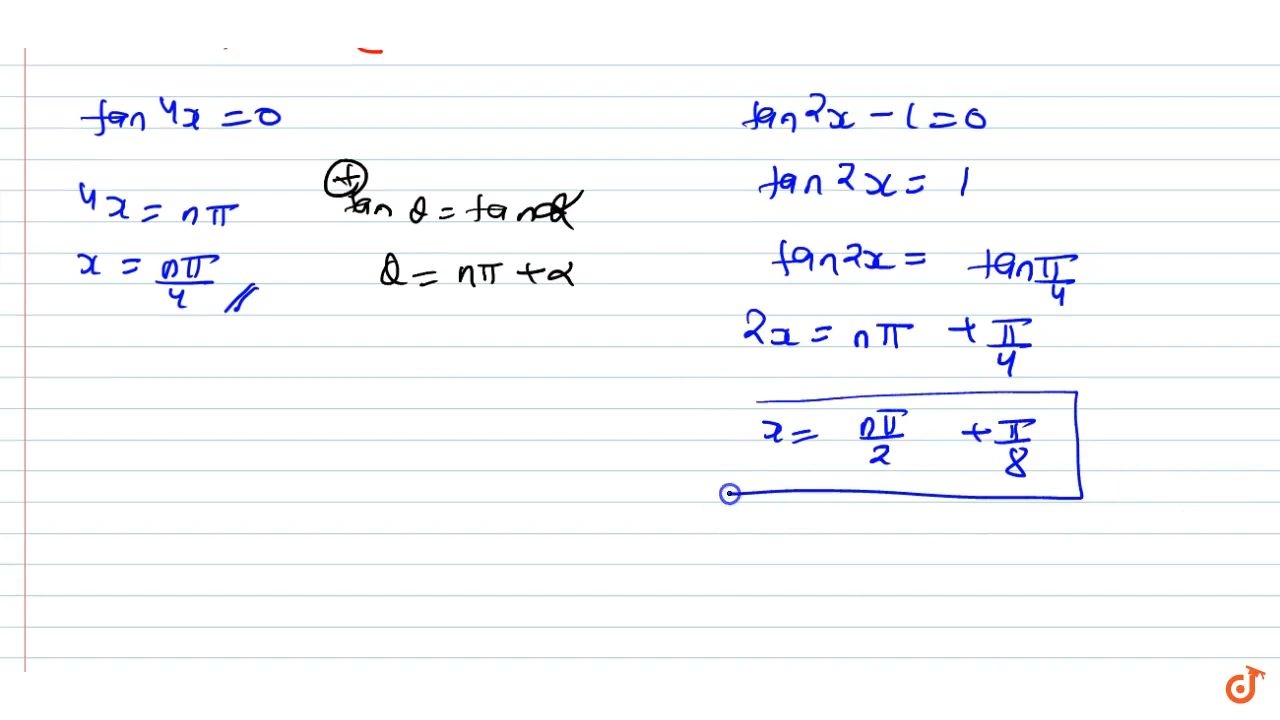 tan 4x = 0
4x = nπ
x = nπ/4
tan θ = tan α
θ = nπ + α
tan 2x - 1 = 0
tan 2x = 1
tan 2x = tan π/4
2x = nπ + π/4
x = nπ/2 + π/8